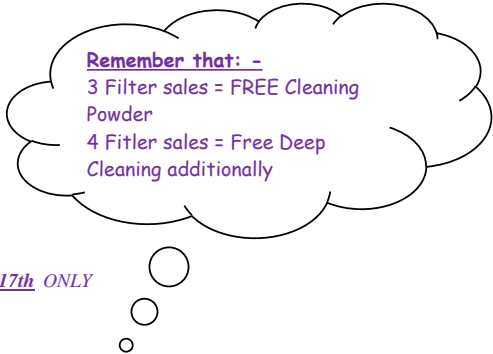 Remember that: -
3 Filter sales = FREE Cleaning
Powder
4 Fitler sales = Free Deep
Cleaning additionally
17th ONLY